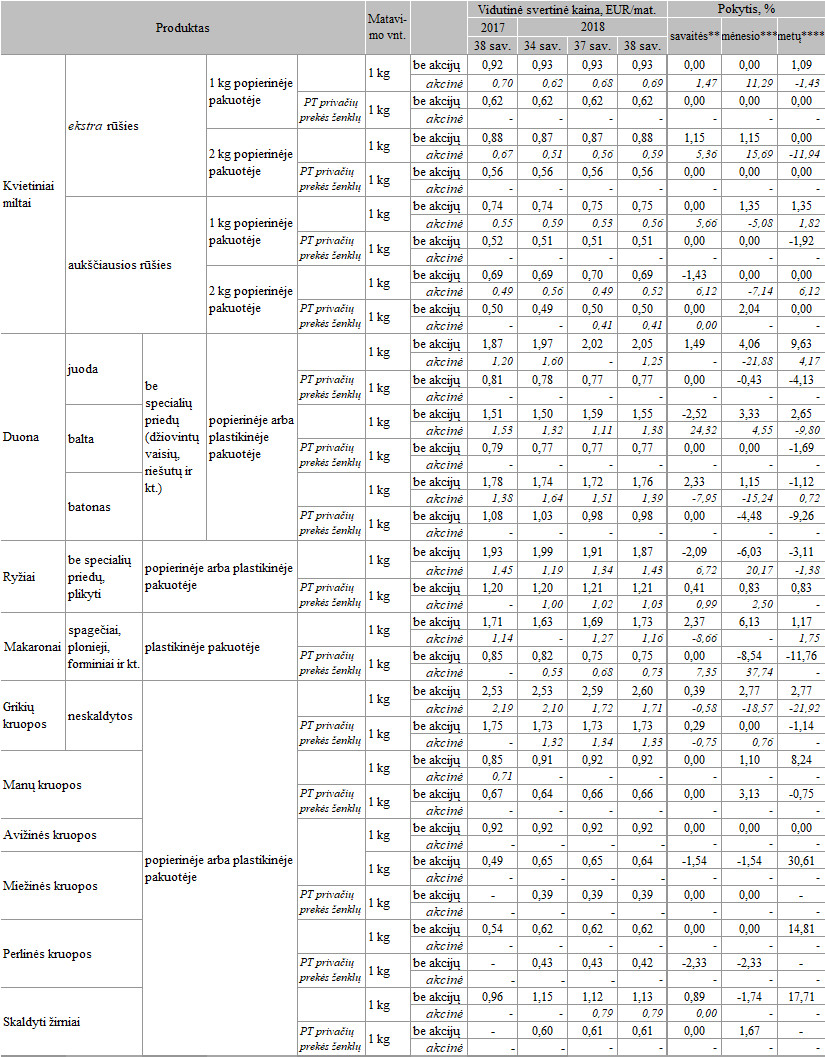 Produktas Matavi- Vidutinė svertinė kaina, EUR/mat. Pokytis, %
mo vnt. 2017 2018 savaitės** mėnesio*** metų****
38 sav. 34 sav. 37 sav. 38 sav.
Kvietiniai miltai ekstra rūšies 1 kg popierinėje pakuotėje 1 kg be akcijų 0,92 0,93 0,93 0,93 0,00 0,00 1,09
akcinė 0,70 0,62 0,68 0,69 1,47 11,29 -1,43
PT privačių prekės ženklų 1 kg be akcijų 0,62 0,62 0,62 0,62 0,00 0,00 0,00
akcinė - - - - - - -
2 kg popierinėje pakuotėje 1 kg be akcijų 0,88 0,87 0,87 0,88 1,15 1,15 0,00
akcinė 0,67 0,51 0,56 0,59 5,36 15,69 -11,94
PT privačių prekės ženklų 1 kg be akcijų 0,56 0,56 0,56 0,56 0,00 0,00 0,00
akcinė - - - - - - -
aukščiausios rūšies 1 kg popierinėje pakuotėje 1 kg be akcijų 0,74 0,74 0,75 0,75 0,00 1,35 1,35
akcinė 0,55 0,59 0,53 0,56 5,66 -5,08 1,82
PT privačių prekės ženklų 1 kg be akcijų 0,52 0,51 0,51 0,51 0,00 0,00 -1,92
akcinė - - - - - - -
2 kg popierinėje pakuotėje 1 kg be akcijų 0,69 0,69 0,70 0,69 -1,43 0,00 0,00
akcinė 0,49 0,56 0,49 0,52 6,12 -7,14 6,12
PT privačių prekės ženklų 1 kg be akcijų 0,50 0,49 0,50 0,50 0,00 2,04 0,00
akcinė - - 0,41 0,41 0,00 - -
Duona juoda be specialių priedų (džiovintų vaisių, riešutų ir kt.) popierinėje arba plastikinėje pakuotėje 1 kg be akcijų 1,87 1,97 2,02 2,05 1,49 4,06 9,63
akcinė 1,20 1,60 - 1,25 - -21,88 4,17
PT privačių prekės ženklų 1 kg be akcijų 0,81 0,78 0,77 0,77 0,00 -0,43 -4,13
akcinė - - - - - - -
balta 1 kg be akcijų 1,51 1,50 1,59 1,55 -2,52 3,33 2,65
akcinė 1,53 1,32 1,11 1,38 24,32 4,55 -9,80
PT privačių prekės ženklų 1 kg be akcijų 0,79 0,77 0,77 0,77 0,00 0,00 -1,69
akcinė - - - - - - -
batonas 1 kg be akcijų 1,78 1,74 1,72 1,76 2,33 1,15 -1,12
akcinė 1,38 1,64 1,51 1,39 -7,95 -15,24 0,72
PT privačių prekės ženklų 1 kg be akcijų 1,08 1,03 0,98 0,98 0,00 -4,48 -9,26
akcinė - - - - - - -
Ryžiai be specialių priedų, plikyti popierinėje arba plastikinėje pakuotėje 1 kg be akcijų 1,93 1,99 1,91 1,87 -2,09 -6,03 -3,11
akcinė 1,45 1,19 1,34 1,43 6,72 20,17 -1,38
PT privačių prekės ženklų 1 kg be akcijų 1,20 1,20 1,21 1,21 0,41 0,83 0,83
akcinė - 1,00 1,02 1,03 0,99 2,50 -
Makaronai spagečiai, plonieji, forminiai ir kt. plastikinėje pakuotėje 1 kg be akcijų 1,71 1,63 1,69 1,73 2,37 6,13 1,17
akcinė 1,14 - 1,27 1,16 -8,66 - 1,75
PT privačių prekės ženklų 1 kg be akcijų 0,85 0,82 0,75 0,75 0,00 -8,54 -11,76
akcinė - 0,53 0,68 0,73 7,35 37,74 -
Grikių kruopos neskaldytos popierinėje arba plastikinėje pakuotėje 1 kg be akcijų 2,53 2,53 2,59 2,60 0,39 2,77 2,77
akcinė 2,19 2,10 1,72 1,71 -0,58 -18,57 -21,92
PT privačių prekės ženklų 1 kg be akcijų 1,75 1,73 1,73 1,73 0,29 0,00 -1,14
akcinė - 1,32 1,34 1,33 -0,75 0,76 -
Manų kruopos 1 kg be akcijų 0,85 0,91 0,92 0,92 0,00 1,10 8,24
akcinė 0,71 - - - - - -
PT privačių prekės ženklų 1 kg be akcijų 0,67 0,64 0,66 0,66 0,00 3,13 -0,75
akcinė - - - - - - -
Avižinės kruopos 1 kg be akcijų 0,92 0,92 0,92 0,92 0,00 0,00 0,00
akcinė - - - - - - -
Miežinės kruopos 1 kg be akcijų 0,49 0,65 0,65 0,64 -1,54 -1,54 30,61
akcinė - - - - - - -
PT privačių prekės ženklų 1 kg be akcijų - 0,39 0,39 0,39 0,00 0,00 -
akcinė - - - - - - -
Perlinės kruopos 1 kg be akcijų 0,54 0,62 0,62 0,62 0,00 0,00 14,81
akcinė - - - - - - -
PT privačių prekės ženklų 1 kg be akcijų - 0,43 0,43 0,42 -2,33 -2,33 -
akcinė - - - - - - -
Skaldyti žirniai 1 kg be akcijų 0,96 1,15 1,12 1,13 0,89 -1,74 17,71
akcinė - - 0,79 0,79 0,00 - -
PT privačių prekės ženklų 1 kg be akcijų - 0,60 0,61 0,61 0,00 1,67 -
akcinė - - - - - - -